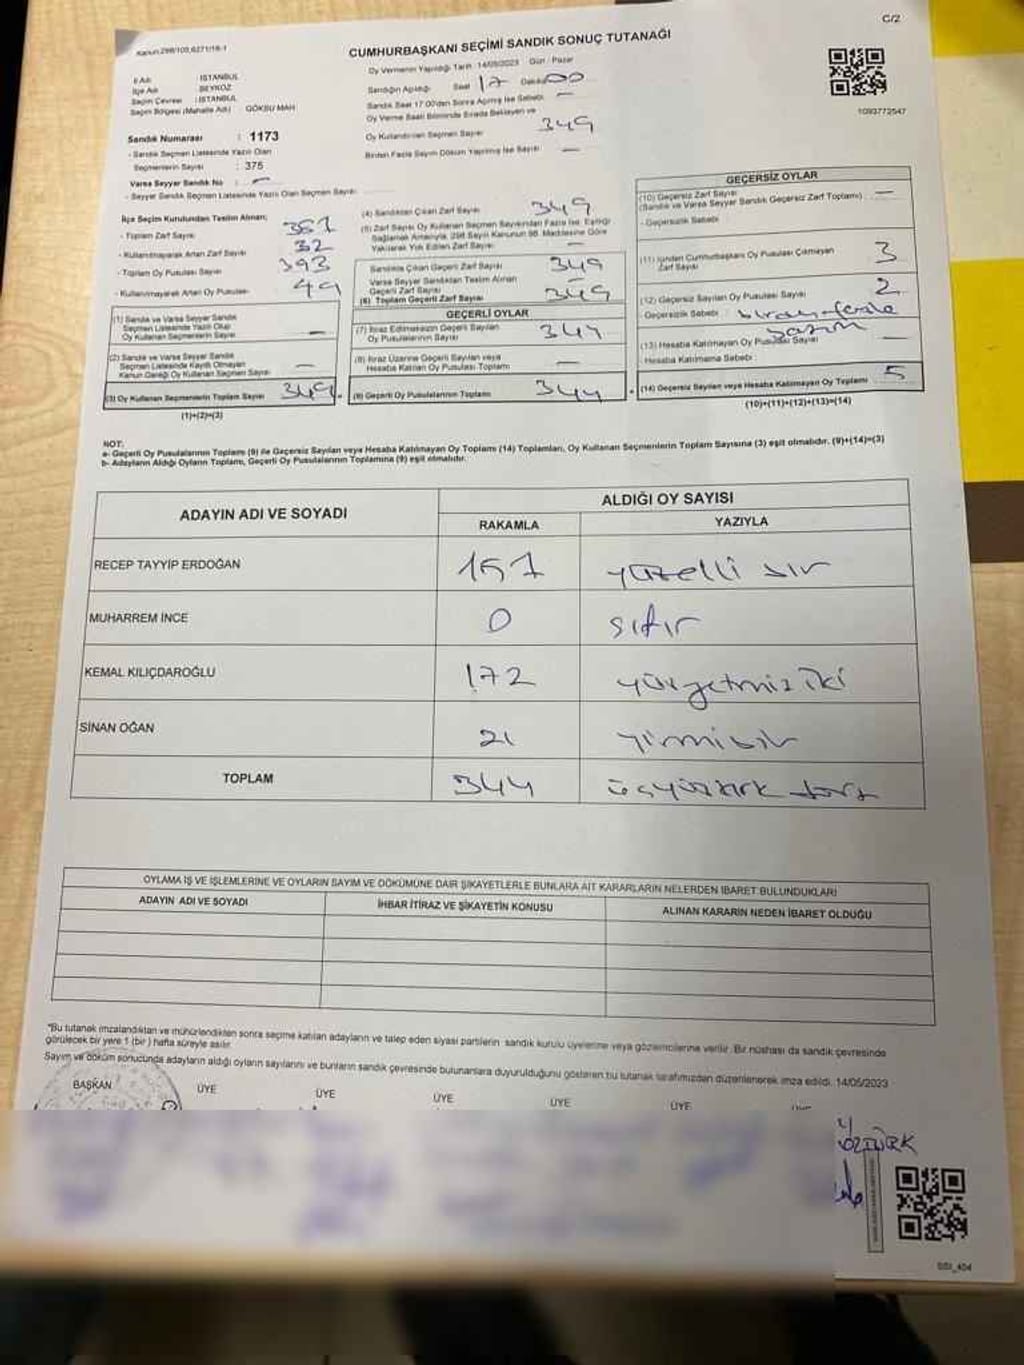 C/2
Kanun:298/105,6271/18-1
CUMHURBAŞKANI SEÇİMİ SANDIK SONUÇ TUTANAĞI
İl Adı : İSTANBUL
İlçe Adı : BEYKOZ
Seçim Çevresi : İSTANBUL
Seçim Bölgesi (Mahalle Adı) GÖKSU MAH
Sandık Numarası : 1173
- Sandık Seçmen Listesinde Yazılı Olan
Seçmenlerin Sayısı : 375
Varsa Seyyar Sandık No : –
- Seyyar Sandık Seçmen Listesinde Yazılı Olan Seçmen Sayısı
Oy Vermenin Yapıldığı Tarih : 14/05/2023 Gün : Pazar
Sandığın Açıldığı Saat 17 Dakika 00
Sandık Saat 17:00'den Sonra Açılmış İse Sebebi –
Oy Verme Saati Bitiminde Sırada Bekleyen ve
Oy Kullandırılan Seçmen Sayısı 349
Birden Fazla Sayım Döküm Yapılmış İse Sayısı –
1093772547
İlçe Seçim Kurulundan Teslim Alınan;
- Toplam Zarf Sayısı
- Kullanılmayarak Artan Zarf Sayısı 32
- Toplam Oy Pusulası Sayısı 393
- Kullanılmayarak Artan Oy Pusulası 49
(1) Sandık ve Varsa Seyyar Sandık
Seçmen Listesinde Yazılı Olup
Oy Kullanan Seçmenlerin Sayısı –
(2) Sandık ve Varsa Seyyar Sandık
Seçmen Listesinde Kayıtlı Olmayan
Kanun Gereği Oy Kullanan Seçmen Sayısı –
(3) Oy Kullanan Seçmenlerin Toplam Sayısı 349
(1)+(2)=(3)
(4) Sandıktan Çıkan Zarf Sayısı 349
(5) Zarf Sayısı Oy Kullanan Seçmen Sayısından Fazla İse, Eşitliği
Sağlamak Amacıyla, 298 Sayılı Kanunun 98. Maddesine Göre
Yakılarak Yok Edilen Zarf Sayısı –
Sandıkta Çıkan Geçerli Zarf Sayısı 349
Varsa Seyyar Sandıktan Teslim Alınan
Geçerli Zarf Sayısı
(6) Toplam Geçerli Zarf Sayısı 349
GEÇERLİ OYLAR
(7) İtiraz Edilmeksizin Geçerli Sayılan
Oy Pusulalarının Sayısı 344
(8) İtiraz Üzerine Geçerli Sayılan veya
Hesaba Katılan Oy Pusulası Toplamı –
(9) Geçerli Oy Pusulalarının Toplamı 344
GEÇERSİZ OYLAR
(10) Geçersiz Zarf Sayısı
(Sandık ve Varsa Seyyar Sandık Geçersiz Zarf Toplamı) –
- Geçersizlik Sebebi
(11) İçinden Cumhurbaşkanı Oy Pusulası Çıkmayan
Zarf Sayısı 3
(12) Geçersiz Sayılan Oy Pusulası Sayısı 2
- Geçersizlik Sebebi : birden fazla
(13) Hesaba Katılmayan Oy Pusulası Sayısı –
- Hesaba Katılmama Sebebi
(14) Geçersiz Sayılan veya Hesaba Katılmayan Oy Toplamı 5
(10)+(11)+(12)+(13)=(14)
NOT:
a- Geçerli Oy Pusulalarının Toplamı (9) ile Geçersiz Sayılan veya Hesaba Katılmayan Oy Toplamı (14) Toplamları, Oy Kullanan Seçmenlerin Toplam Sayısına (3) eşit olmalıdır. (9)+(14)=(3)
b- Adayların Aldığı Oyların Toplamı, Geçerli Oy Pusulalarının Toplamına (9) eşit olmalıdır.
ADAYIN ADI VE SOYADI
ALDIĞI OY SAYISI
RAKAMLA YAZIYLA
RECEP TAYYİP ERDOĞAN 151 yüzelli bir
MUHARREM İNCE 0 sıfır
KEMAL KILIÇDAROĞLU 172 yüzyetmiş iki
SİNAN OĞAN 21 yirmibir
TOPLAM 344 üçyüzkırk dört
OYLAMA İŞ VE İŞLEMLERİNE VE OYLARIN SAYIM VE DÖKÜMÜNE DAİR ŞİKAYETLERLE BUNLARA AİT KARARLARIN NELERDEN İBARET BULUNDUKLARI
ADAYIN ADI VE SOYADI İHBAR İTİRAZ VE ŞİKAYETİN KONUSU ALINAN KARARIN NEDEN İBARET OLDUĞU
*Bu tutanak imzalandıktan ve mühürlendikten sonra seçime katılan adayların ve talep eden siyasi partilerin sandık kurulu üyelerine veya gözlemcilerine verilir. Bir nüshası da sandık çevresinde
görülecek bir yere 1 (bir) hafta süreyle asılır.
Sayım ve döküm sonucunda adayların aldığı oyların sayılarını ve bunların sandık çevresinde bulunanlara duyurulduğunu gösteren bu tutanak tarafımızdan düzenlenerek imza edildi. 14/05/2023
BAŞKAN ÜYE ÜYE ÜYE ÜYE ÜYE
ÖZTÜRK
SSI_404